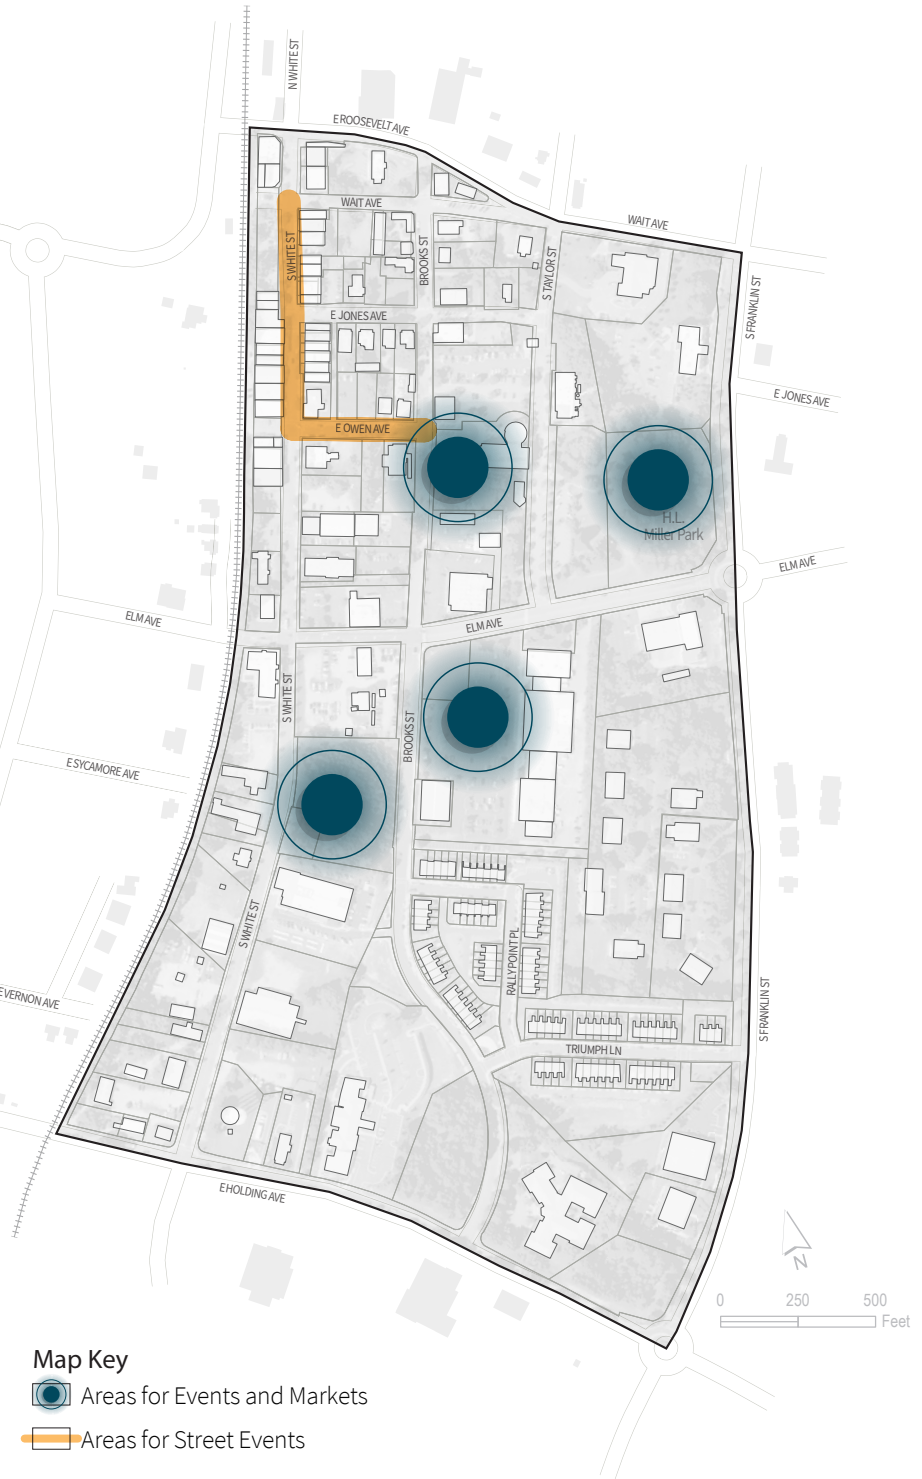 N WHITE ST
E ROOSEVELT AVE
WAIT AVE
WAIT AVE
S WHITE ST
BROOKS ST
S TAYLOR ST
S FRANKLIN ST
E JONES AVE
E JONES AVE
E OWEN AVE
H.L.
Miller Park
ELM AVE
ELM AVE
ELM AVE
S WHITE ST
BROOKS ST
E SYCAMORE AVE
S WHITE ST
RALLYPOINT PL
E VERNON AVE
S FRANKLIN ST
TRIUMPH LN
E HOLDING AVE
N
0 250 500
Feet
Map Key
Areas for Events and Markets
Areas for Street Events